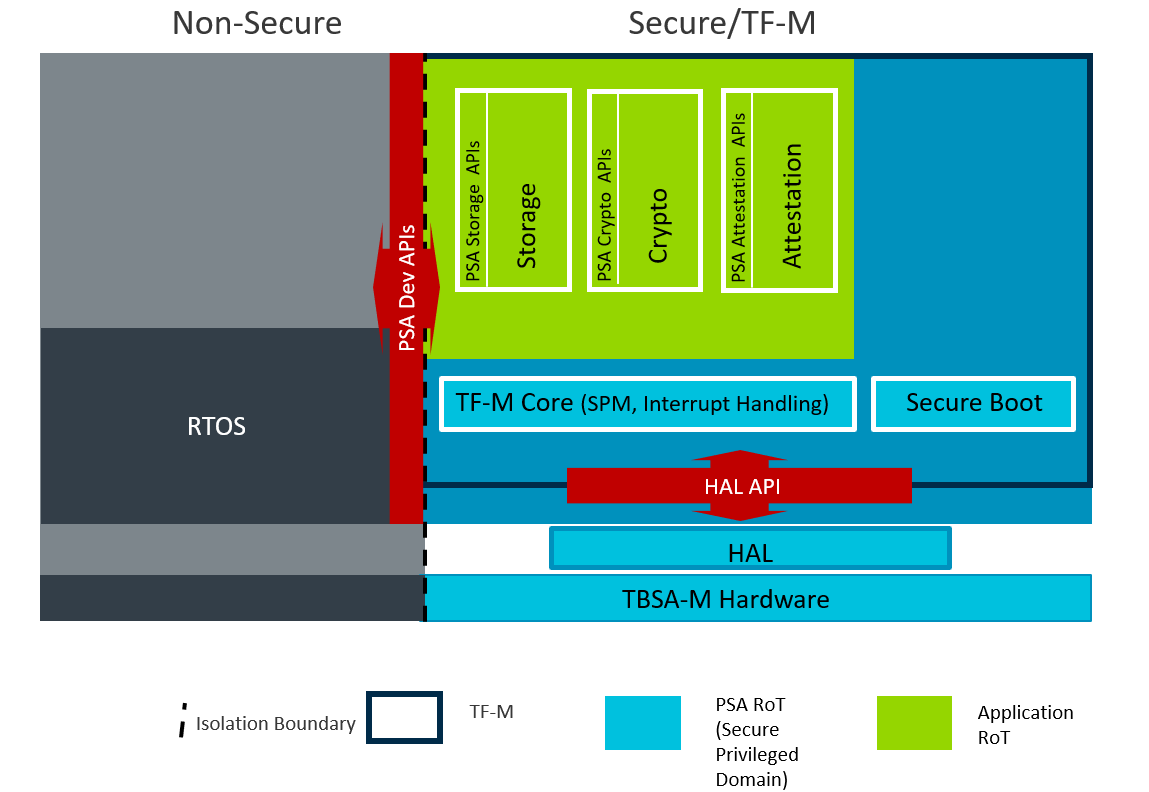 Non-Secure
Secure/TF-M
PSA Dev APIs
PSA Storage APIs
Storage
PSA Crypto APIs
Crypto
PSA Attestation APIs
Attestation
RTOS
TF-M Core (SPM, Interrupt Handling)
Secure Boot
HAL API
HAL
TBSA-M Hardware
Isolation Boundary
TF-M
PSA RoT
(Secure
Privileged
Domain)
Application
RoT